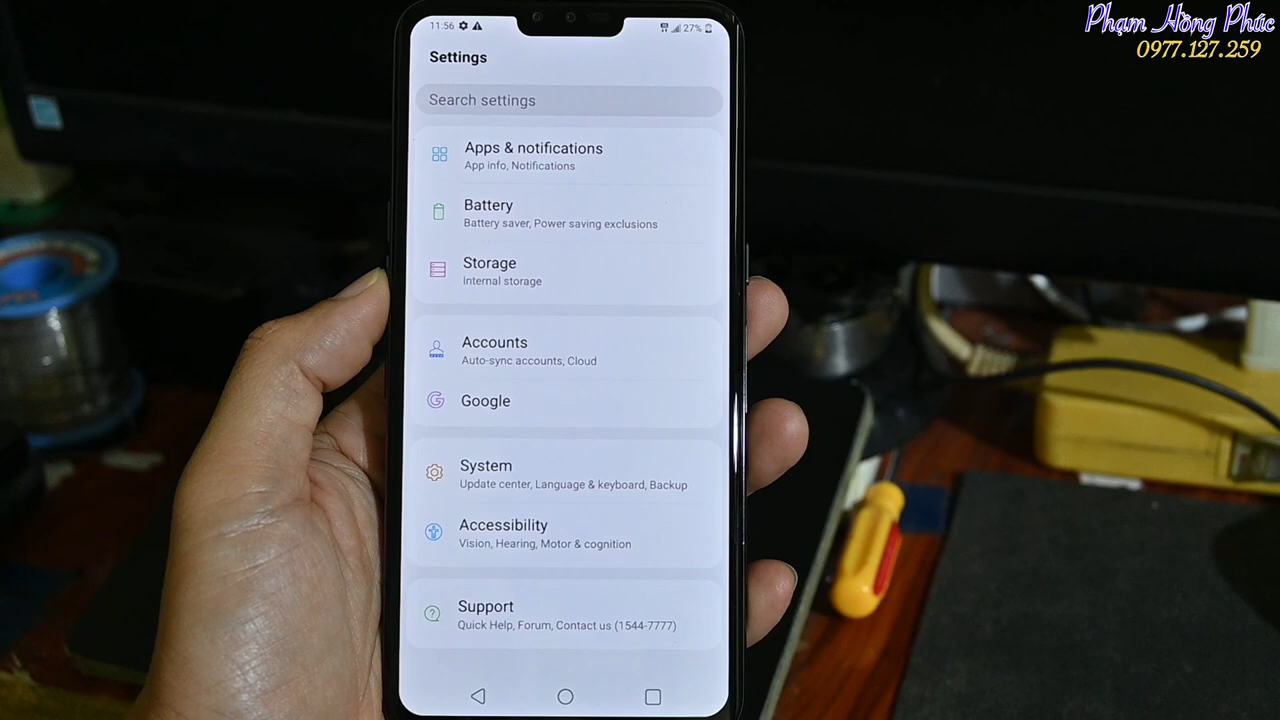 Phạm Hồng Phúc
0977.127.259
11:56
27%
Settings
Search settings
Apps & notifications
App info, Notifications
Battery
Battery saver, Power saving exclusions
Storage
Internal storage
Accounts
Auto-sync accounts, Cloud
Google
System
Update center, Language & keyboard, Backup
Accessibility
Vision, Hearing, Motor & cognition
Support
Quick Help, Forum, Contact us (1544-7777)